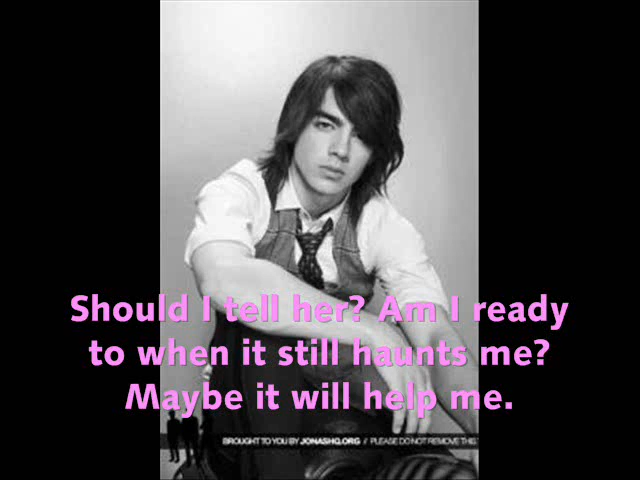 Should I tell her? Am I ready
to when it still haunts me?
Maybe it will help me.
BROUGHT TO YOU BY JONASHQ.ORG // PLEASE DO NOT REMOVE THIS